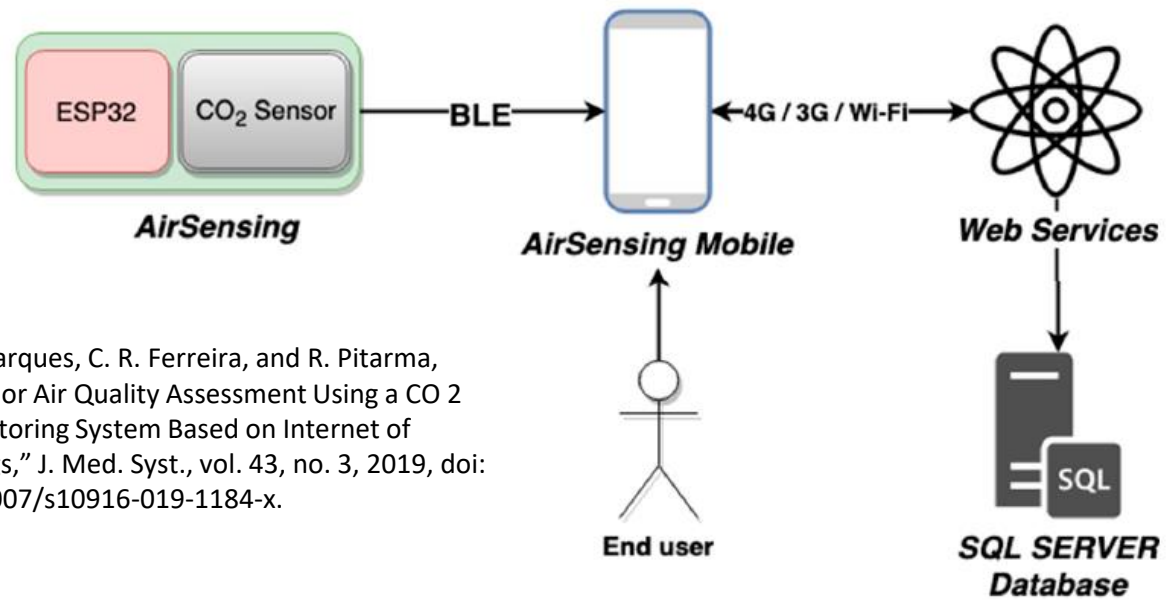 ESP32
CO₂ Sensor
BLE
4G / 3G / Wi-Fi
AirSensing
AirSensing Mobile
Web Services
arques, C. R. Ferreira, and R. Pitarma,
or Air Quality Assessment Using a CO 2
toring System Based on Internet of
s,” J. Med. Syst., vol. 43, no. 3, 2019, doi:
007/s10916-019-1184-x.
End user
SQL
SQL SERVER
Database